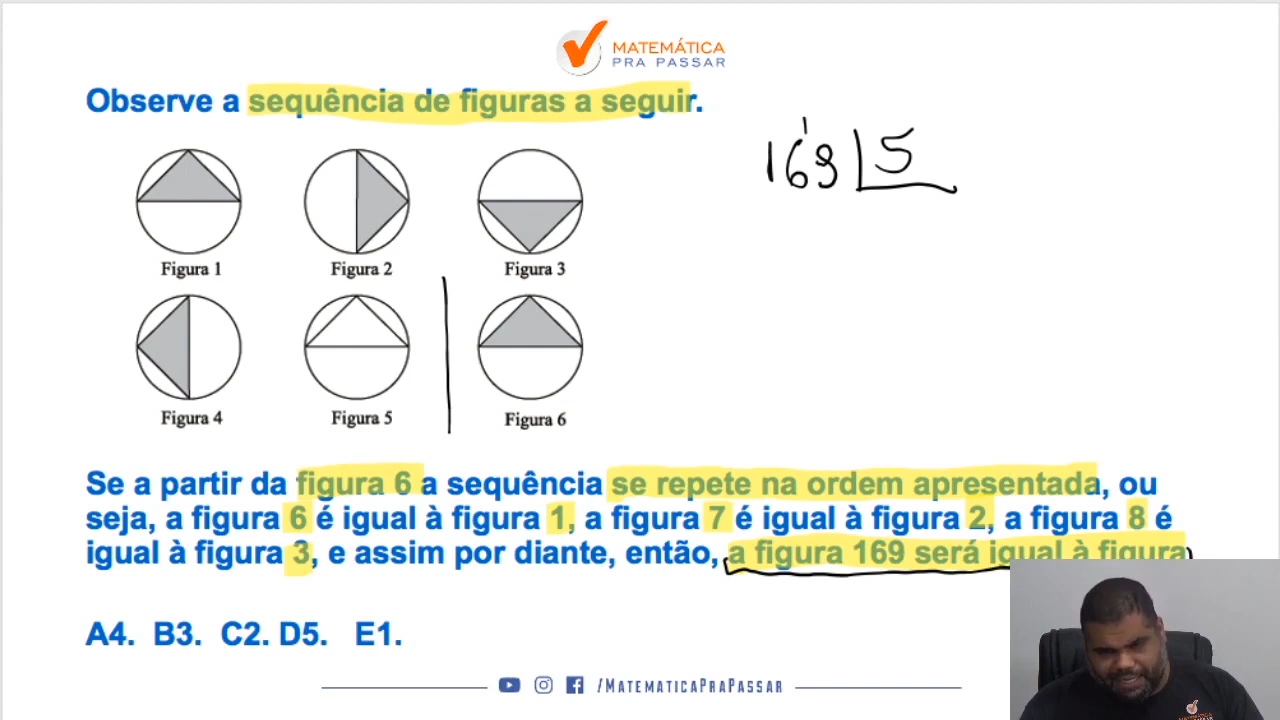 MATEMÁTICA
PRA PASSAR
Observe a sequência de figuras a seguir.
169 5
Figura 1 Figura 2 Figura 3
Figura 4 Figura 5 Figura 6
Se a partir da figura 6 a sequência se repete na ordem apresentada, ou
seja, a figura 6 é igual à figura 1, a figura 7 é igual à figura 2, a figura 8 é
igual à figura 3, e assim por diante, então, a figura 169 será igual à figura
A4. B3. C2. D5. E1.
/MATEMATICAPRAPASSAR